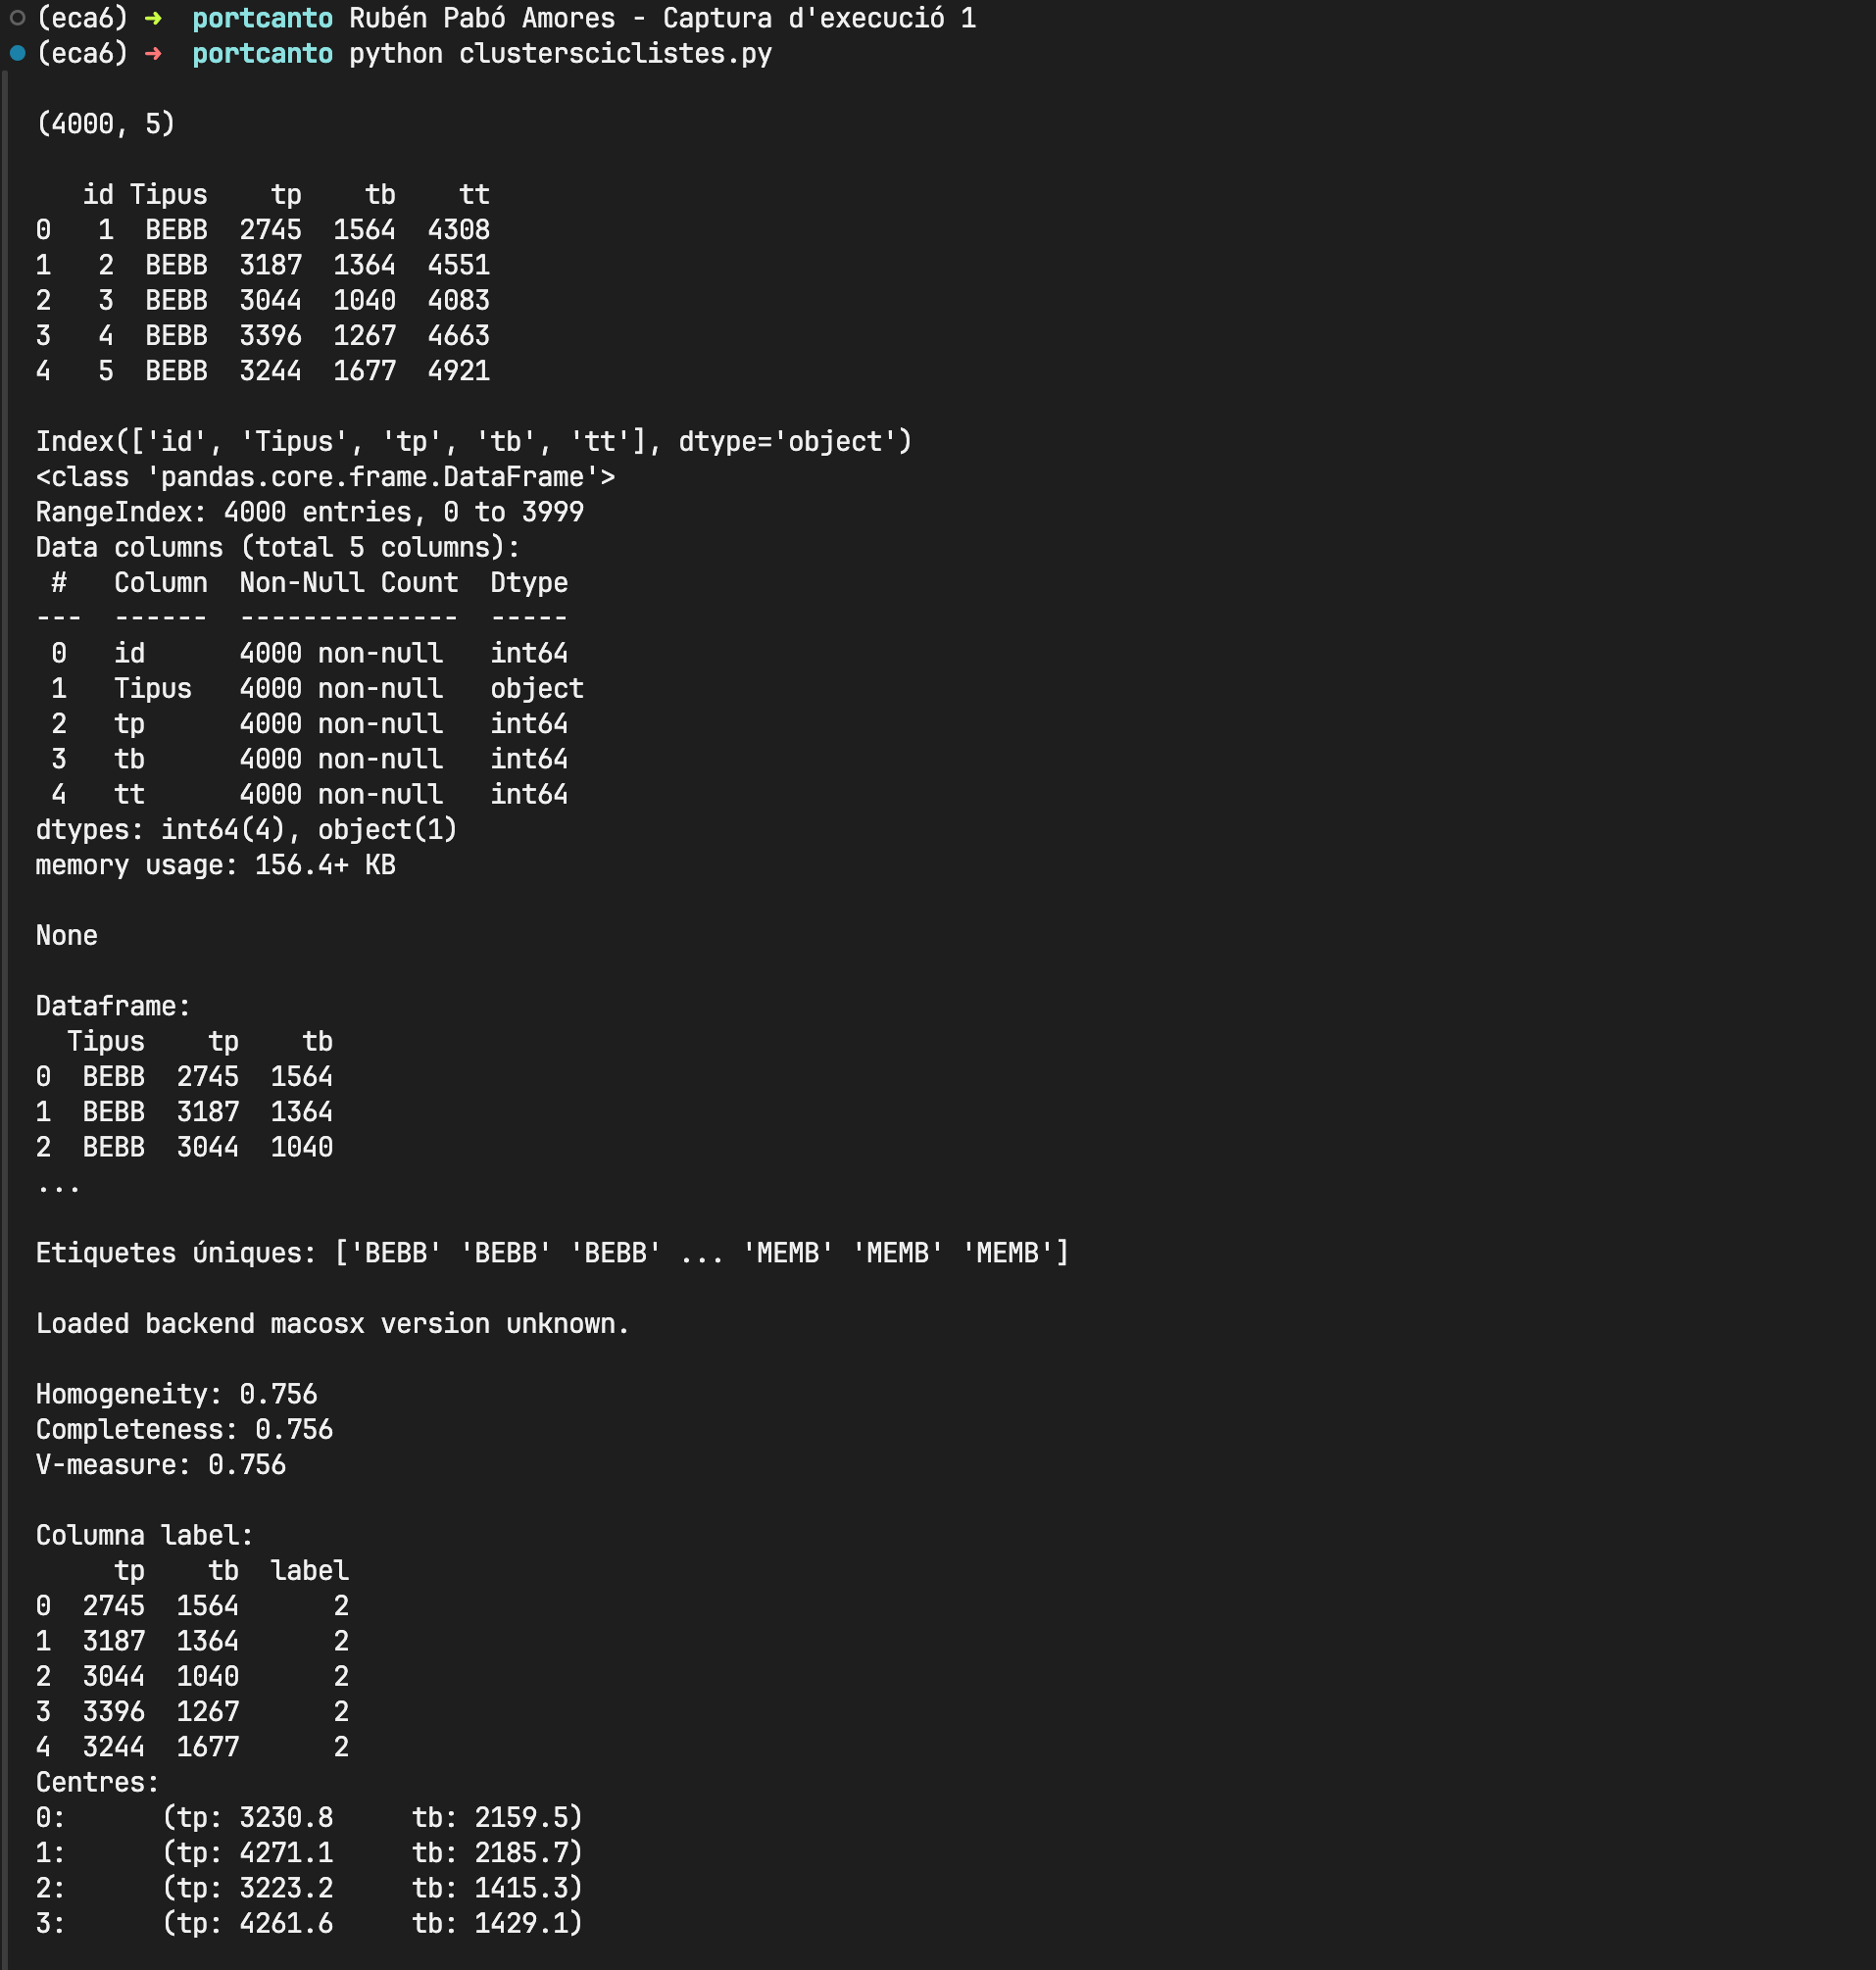 (eca6) ➜  portcanto Rubén Pabó Amores - Captura d'execució 1
(eca6) ➜  portcanto python clustersciclistes.py
(4000, 5)
   id Tipus    tp    tb    tt
0   1  BEBB  2745  1564  4308
1   2  BEBB  3187  1364  4551
2   3  BEBB  3044  1040  4083
3   4  BEBB  3396  1267  4663
4   5  BEBB  3244  1677  4921
Index(['id', 'Tipus', 'tp', 'tb', 'tt'], dtype='object')
<class 'pandas.core.frame.DataFrame'>
RangeIndex: 4000 entries, 0 to 3999
Data columns (total 5 columns):
 #   Column  Non-Null Count  Dtype
---  ------  --------------  -----
 0   id      4000 non-null   int64
 1   Tipus   4000 non-null   object
 2   tp      4000 non-null   int64
 3   tb      4000 non-null   int64
 4   tt      4000 non-null   int64
dtypes: int64(4), object(1)
memory usage: 156.4+ KB
None
Dataframe:
  Tipus    tp    tb
0  BEBB  2745  1564
1  BEBB  3187  1364
2  BEBB  3044  1040
...
Etiquetes úniques: ['BEBB' 'BEBB' 'BEBB' ... 'MEMB' 'MEMB' 'MEMB']
Loaded backend macosx version unknown.
Homogeneity: 0.756
Completeness: 0.756
V-measure: 0.756
Columna label:
     tp    tb  label
0  2745  1564      2
1  3187  1364      2
2  3044  1040      2
3  3396  1267      2
4  3244  1677      2
Centres:
0:      (tp: 3230.8     tb: 2159.5)
1:      (tp: 4271.1     tb: 2185.7)
2:      (tp: 3223.2     tb: 1415.3)
3:      (tp: 4261.6     tb: 1429.1)